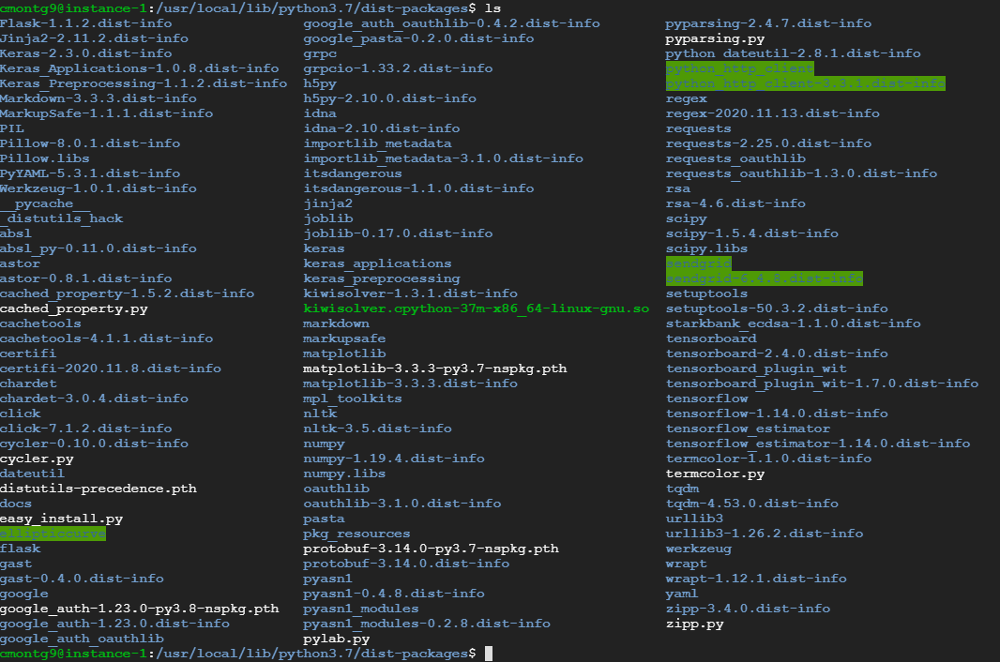 cmontg9@instance-1:/usr/local/lib/python3.7/dist-packages$ ls
Flask-1.1.2.dist-info google_auth_oauthlib-0.4.2.dist-info pyparsing-2.4.7.dist-info
Jinja2-2.11.2.dist-info google_pasta-0.2.0.dist-info pyparsing.py
Keras-2.3.0.dist-info grpc python_dateutil-2.8.1.dist-info
Keras_Applications-1.0.8.dist-info grpcio-1.33.2.dist-info python_http_client
Keras_Preprocessing-1.1.2.dist-info h5py python_http_client-3.3.1.dist-info
Markdown-3.3.3.dist-info h5py-2.10.0.dist-info regex
MarkupSafe-1.1.1.dist-info idna regex-2020.11.13.dist-info
PIL idna-2.10.dist-info requests
Pillow-8.0.1.dist-info importlib_metadata requests-2.25.0.dist-info
Pillow.libs importlib_metadata-3.1.0.dist-info requests_oauthlib
PyYAML-5.3.1.dist-info itsdangerous requests_oauthlib-1.3.0.dist-info
Werkzeug-1.0.1.dist-info itsdangerous-1.1.0.dist-info rsa
__pycache__ jinja2 rsa-4.6.dist-info
_distutils_hack joblib scipy
absl joblib-0.17.0.dist-info scipy-1.5.4.dist-info
absl_py-0.11.0.dist-info keras scipy.libs
astor keras_applications sendgrid
astor-0.8.1.dist-info keras_preprocessing sendgrid-6.4.8.dist-info
cached_property-1.5.2.dist-info kiwisolver-1.3.1.dist-info setuptools
cached_property.py kiwisolver.cpython-37m-x86_64-linux-gnu.so setuptools-50.3.2.dist-info
cachetools markdown starkbank_ecdsa-1.1.0.dist-info
cachetools-4.1.1.dist-info markupsafe tensorboard
certifi matplotlib tensorboard-2.4.0.dist-info
certifi-2020.11.8.dist-info matplotlib-3.3.3-py3.7-nspkg.pth tensorboard_plugin_wit
chardet matplotlib-3.3.3.dist-info tensorboard_plugin_wit-1.7.0.dist-info
chardet-3.0.4.dist-info mpl_toolkits tensorflow
click nltk tensorflow-1.14.0.dist-info
click-7.1.2.dist-info nltk-3.5.dist-info tensorflow_estimator
cycler-0.10.0.dist-info numpy tensorflow_estimator-1.14.0.dist-info
cycler.py numpy-1.19.4.dist-info termcolor-1.1.0.dist-info
dateutil numpy.libs termcolor.py
distutils-precedence.pth oauthlib tqdm
docs oauthlib-3.1.0.dist-info tqdm-4.53.0.dist-info
easy_install.py pasta urllib3
ellipticcurve pkg_resources urllib3-1.26.2.dist-info
flask protobuf-3.14.0-py3.7-nspkg.pth werkzeug
gast protobuf-3.14.0.dist-info wrapt
gast-0.4.0.dist-info pyasn1 wrapt-1.12.1.dist-info
google pyasn1-0.4.8.dist-info yaml
google_auth-1.23.0-py3.8-nspkg.pth pyasn1_modules zipp-3.4.0.dist-info
google_auth-1.23.0.dist-info pyasn1_modules-0.2.8.dist-info zipp.py
google_auth_oauthlib pylab.py
cmontg9@instance-1:/usr/local/lib/python3.7/dist-packages$